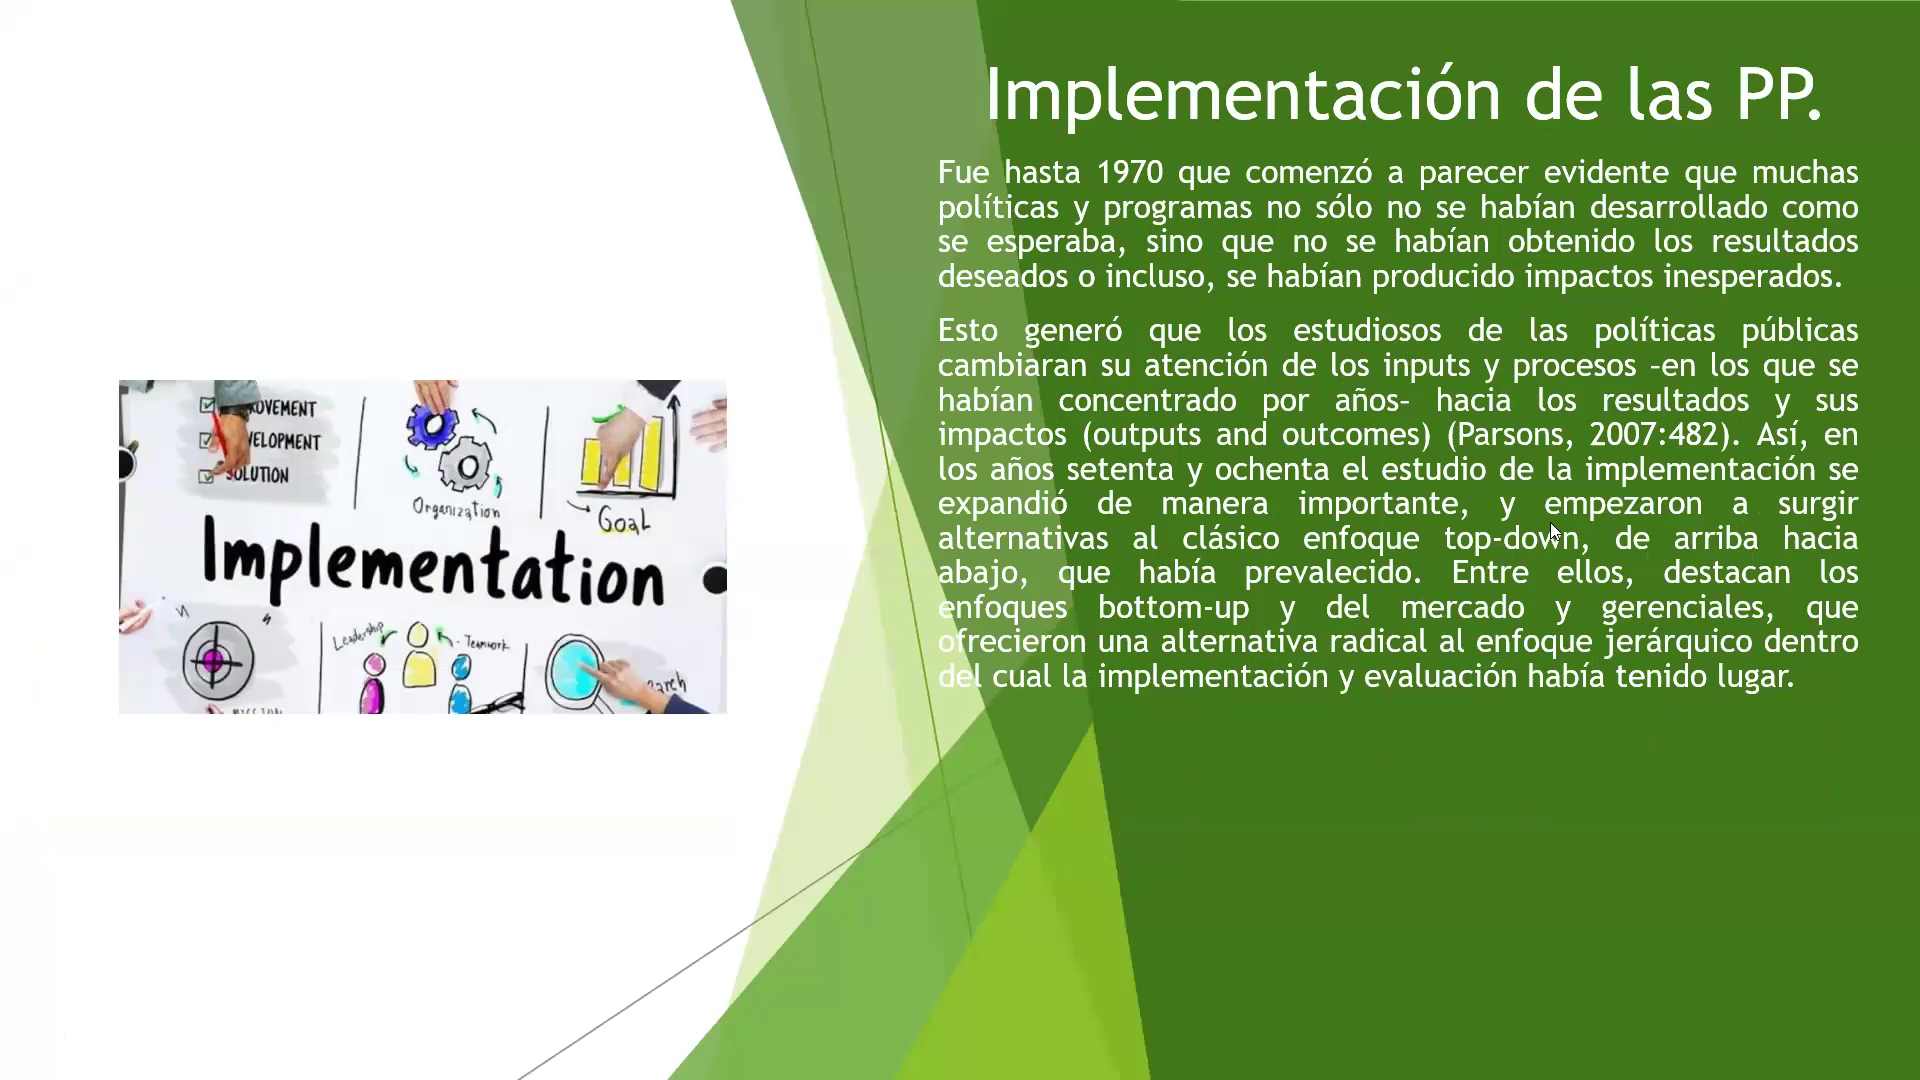 Implementación de las PP.
Fue hasta 1970 que comenzó a parecer evidente que muchas
políticas y programas no sólo no se habían desarrollado como
se esperaba, sino que no se habían obtenido los resultados
deseados o incluso, se habían producido impactos inesperados.
Esto generó que los estudiosos de las políticas públicas
cambiaran su atención de los inputs y procesos –en los que se
habían concentrado por años– hacia los resultados y sus
impactos (outputs and outcomes) (Parsons, 2007:482). Así, en
los años setenta y ochenta el estudio de la implementación se
expandió de manera importante, y empezaron a surgir
alternativas al clásico enfoque top-down, de arriba hacia
abajo, que había prevalecido. Entre ellos, destacan los
enfoques bottom-up y del mercado y gerenciales, que
ofrecieron una alternativa radical al enfoque jerárquico dentro
del cual la implementación y evaluación había tenido lugar.
SOLUTION
Organization
GOAL
Implementation
Leadership
Teamwork